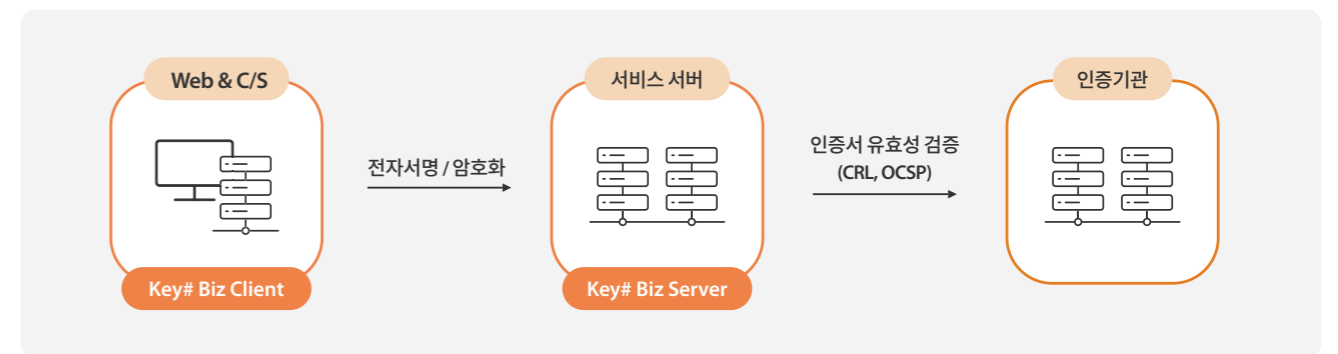 Web & C/S
서비스 서버
인증기관
전자서명 / 암호화
인증서 유효성 검증
(CRL, OCSP)
Key# Biz Client
Key# Biz Server